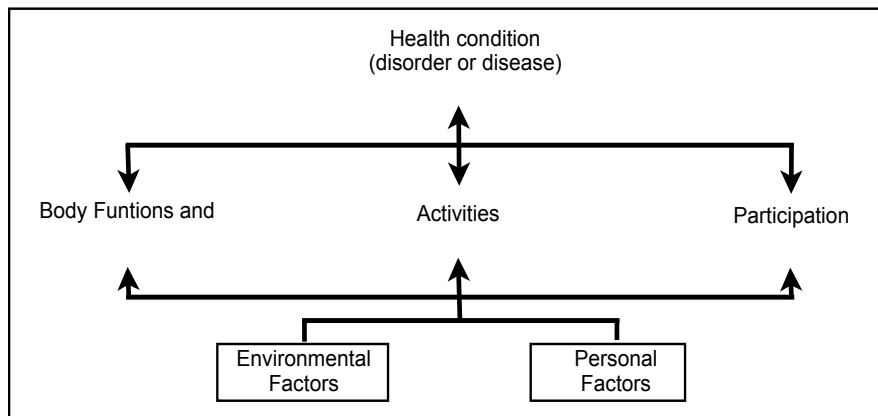 Health condition
(disorder or disease)
Body Funtions and
Activities
Participation
Environmental
Factors
Personal
Factors